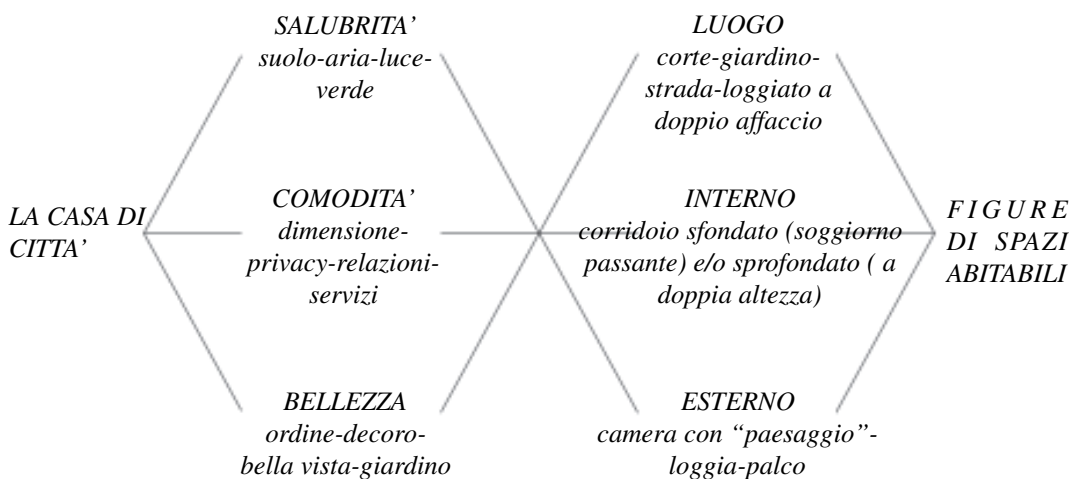 SALUBRITA’
suolo-aria-luce-
verde
LUOGO
corte-giardino-
strada-loggiato a
doppio affaccio
LA CASA DI
CITTA’
COMODITA’
dimensione-
privacy-relazioni-
servizi
INTERNO
corridoio sfondato (soggiorno
passante) e/o sprofondato ( a
doppia altezza)
FIGURE
DI SPAZI
ABITABILI
BELLEZZA
ordine-decoro-
bella vista-giardino
ESTERNO
camera con “paesaggio”-
loggia-palco